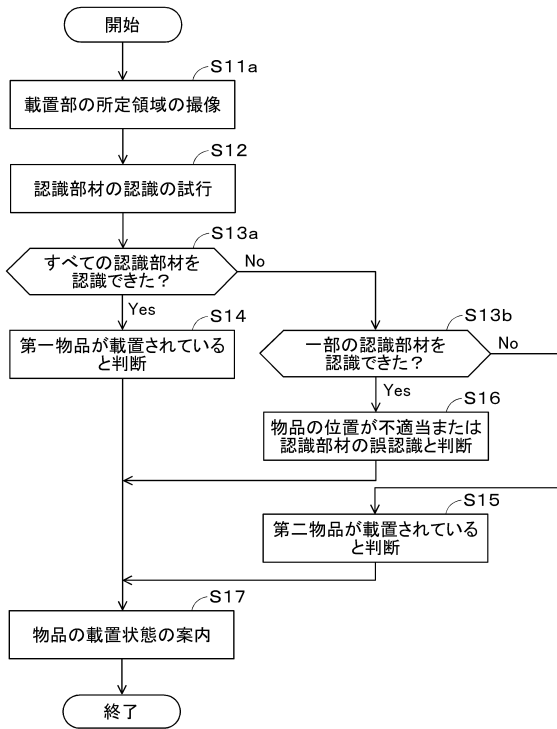 開始
S11a
載置部の所定領域の撮像
S12
認識部材の認識の試行
S13a
すべての認識部材を
認識できた?
No
Yes
S14
第一物品が載置されている
と判断
S13b
一部の認識部材を
認識できた?
No
Yes
S16
物品の位置が不適当または
認識部材の誤認識と判断
S15
第二物品が載置されている
と判断
S17
物品の載置状態の案内
終了